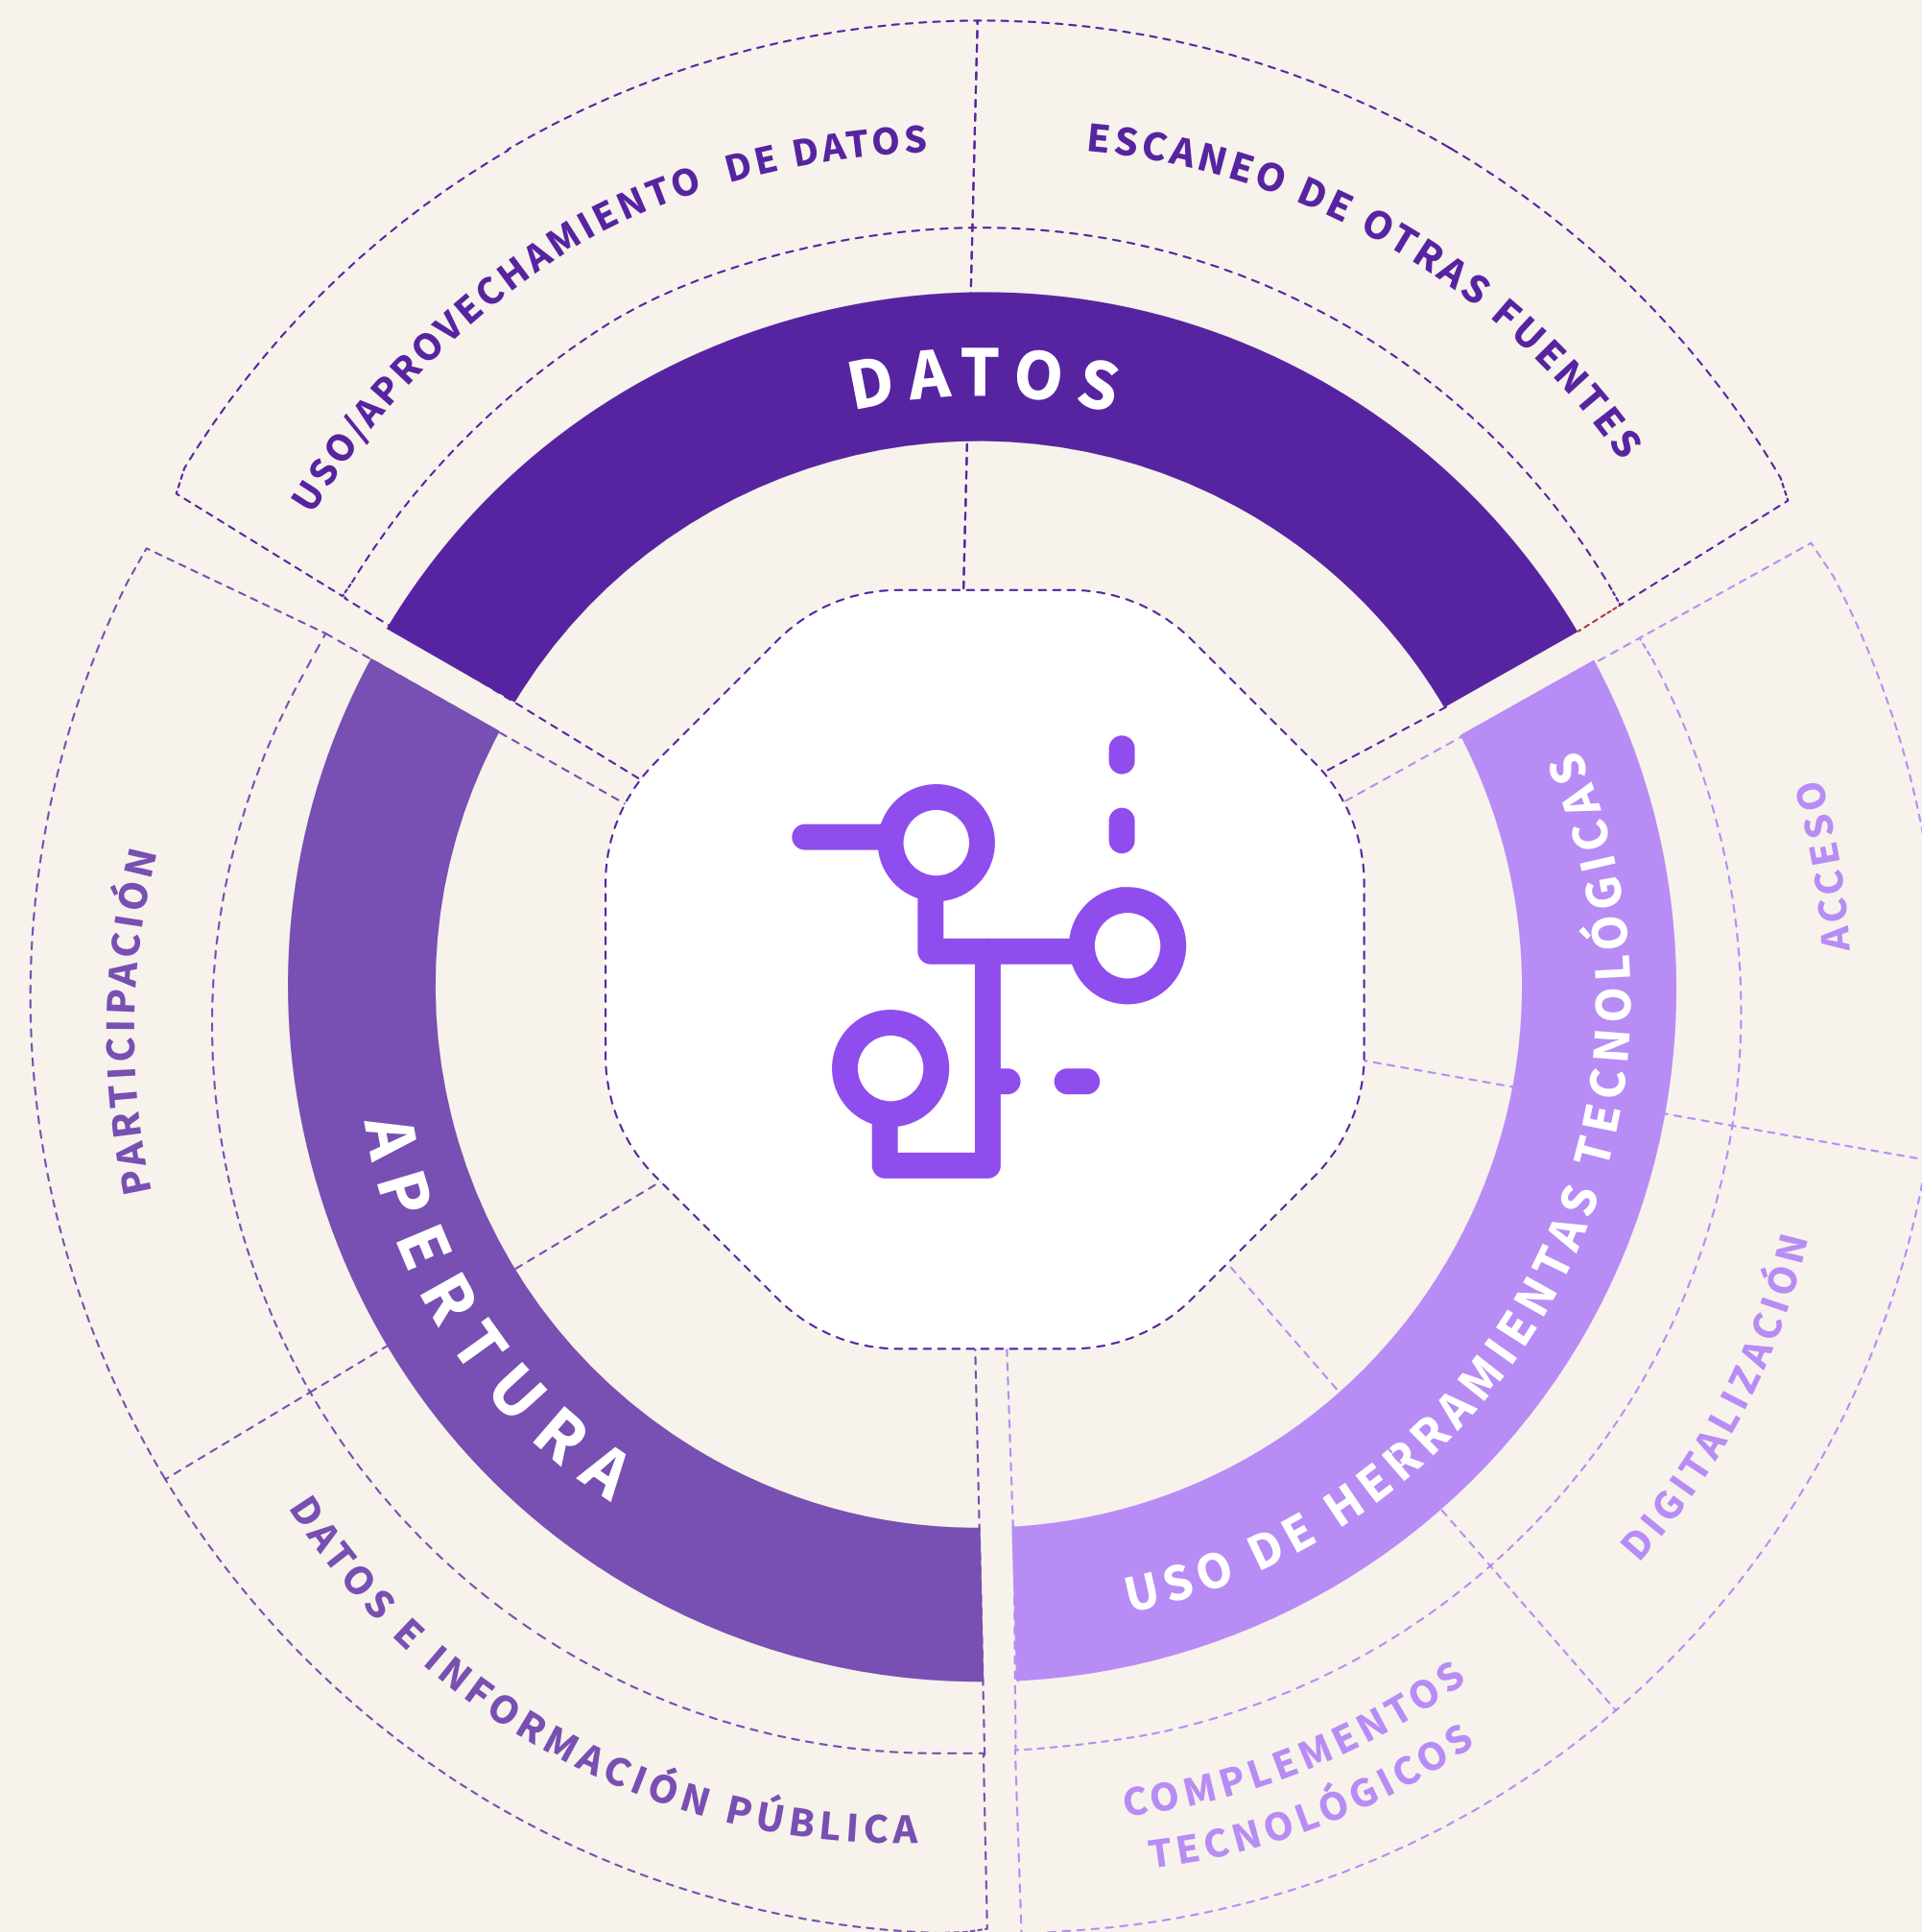 USO/APROVECHAMIENTO DE DATOS
ESCANEO DE OTRAS FUENTES
DATOS
PARTICIPACIÓN
APERTURA
DATOS E INFORMACIÓN PÚBLICA
USO DE HERRAMIENTAS TECNOLÓGICAS
ACCESO
DIGITALIZACIÓN
COMPLEMENTOS
TECNOLÓGICOS